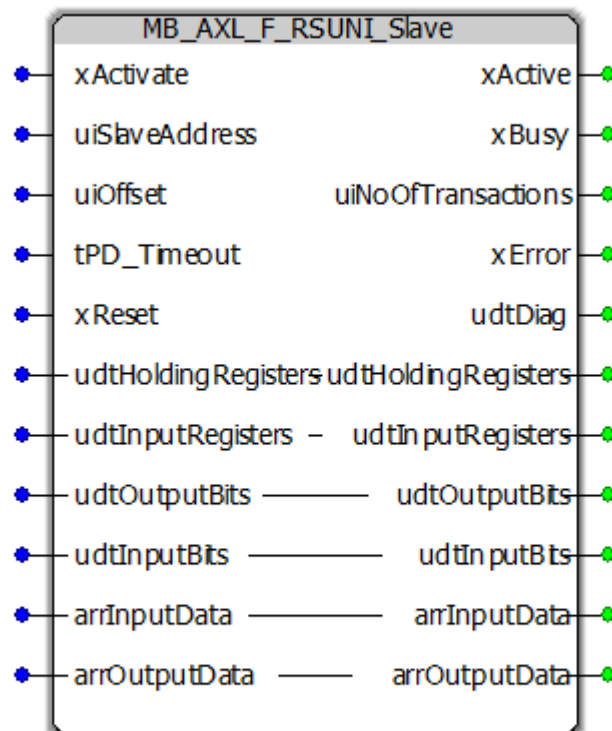 MB_AXL_F_RSUNI_Slave
xActivate xActive
uiSlaveAddress xBusy
uiOffset uiNoOfTransactions
tPD_Timeout xError
xReset udtDiag
udtHoldingRegisters udtHoldingRegisters
udtInputRegisters udtInputRegisters
udtOutputBits udtOutputBits
udtInputBits udtInputBits
arrInputData arrInputData
arrOutputData arrOutputData